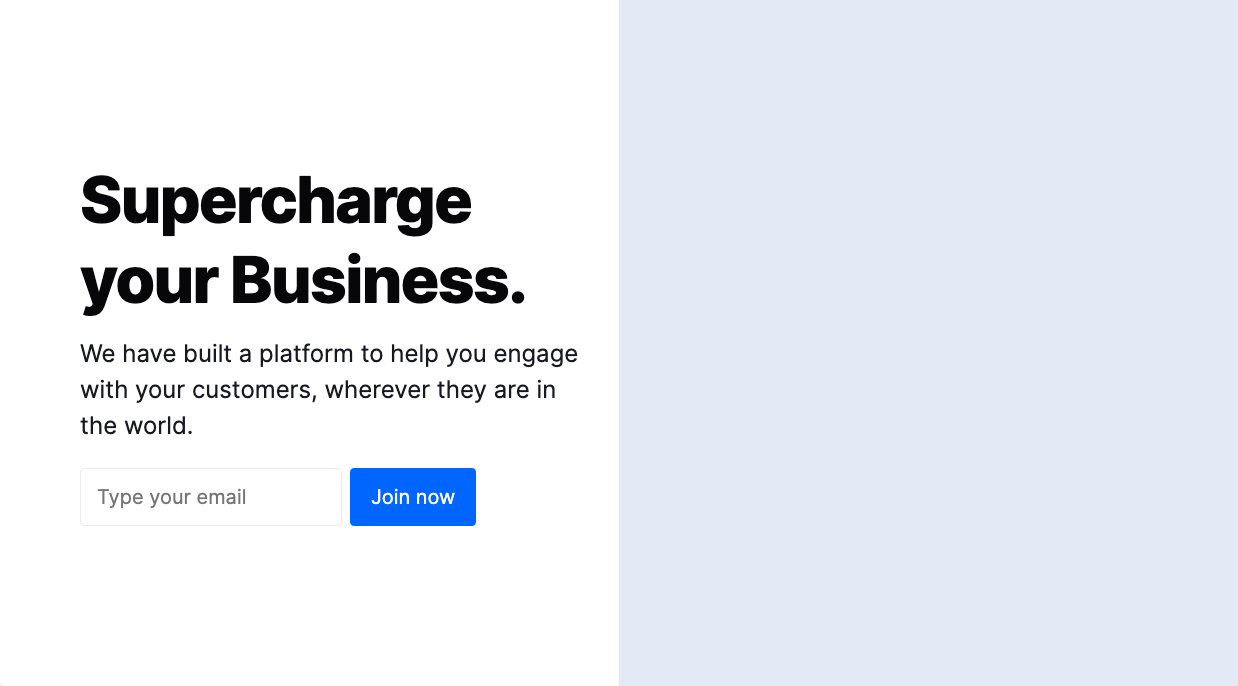 Supercharge
your Business.
We have built a platform to help you engage
with your customers, wherever they are in
the world.
Type your email
Join now